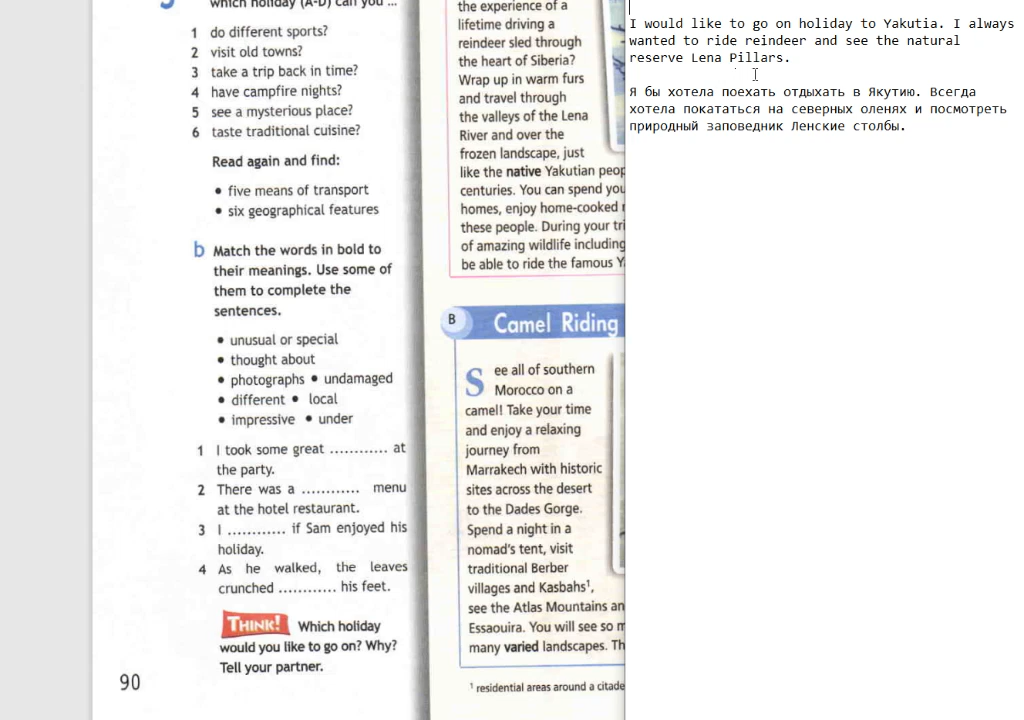 which holiday (A-D) can you ...
1 do different sports?
2 visit old towns?
3 take a trip back in time?
4 have campfire nights?
5 see a mysterious place?
6 taste traditional cuisine?
Read again and find:
• five means of transport
• six geographical features
b Match the words in bold to
their meanings. Use some of
them to complete the
sentences.
• unusual or special
• thought about
• photographs • undamaged
• different • local
• impressive • under
1 I took some great ............ at
the party.
2 There was a ............ menu
at the hotel restaurant.
3 I ............ if Sam enjoyed his
holiday.
4 As he walked, the leaves
crunched ............ his feet.
THINK! Which holiday
would you like to go on? Why?
Tell your partner.
90
the experience of a
lifetime driving a
reindeer sled through
the heart of Siberia?
Wrap up in warm furs
and travel through
the valleys of the Lena
River and over the
frozen landscape, just
like the native Yakutian
centuries. You can spend
homes, enjoy home-cooked
these people. During your
of amazing wildlife including
be able to ride the famous
B Camel Riding
See all of southern
Morocco on a
camel! Take your time
and enjoy a relaxing
journey from
Marrakech with historic
sites across the desert
to the Dades Gorge.
Spend a night in a
nomad's tent, visit
traditional Berber
villages and Kasbahs¹,
see the Atlas Mountains
Essaouira. You will see so
many varied landscapes.
¹ residential areas around a
I would like to go on holiday to Yakutia. I always
wanted to ride reindeer and see the natural
reserve Lena Pillars.
Я бы хотела поехать отдыхать в Якутию. Всегда
хотела покататься на северных оленях и посмотреть
природный заповедник Ленские столбы.